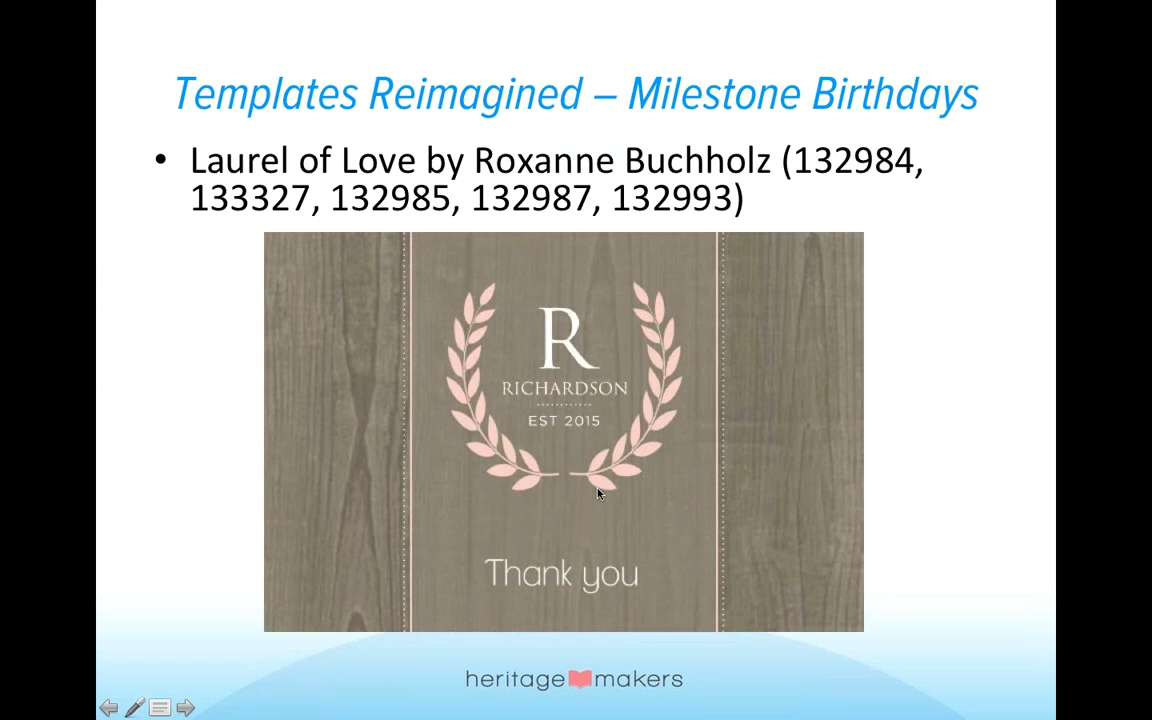 Templates Reimagined – Milestone Birthdays
• Laurel of Love by Roxanne Buchholz (132984,
133327, 132985, 132987, 132993)
R
RICHARDSON
EST 2015
Thank you
heritage makers